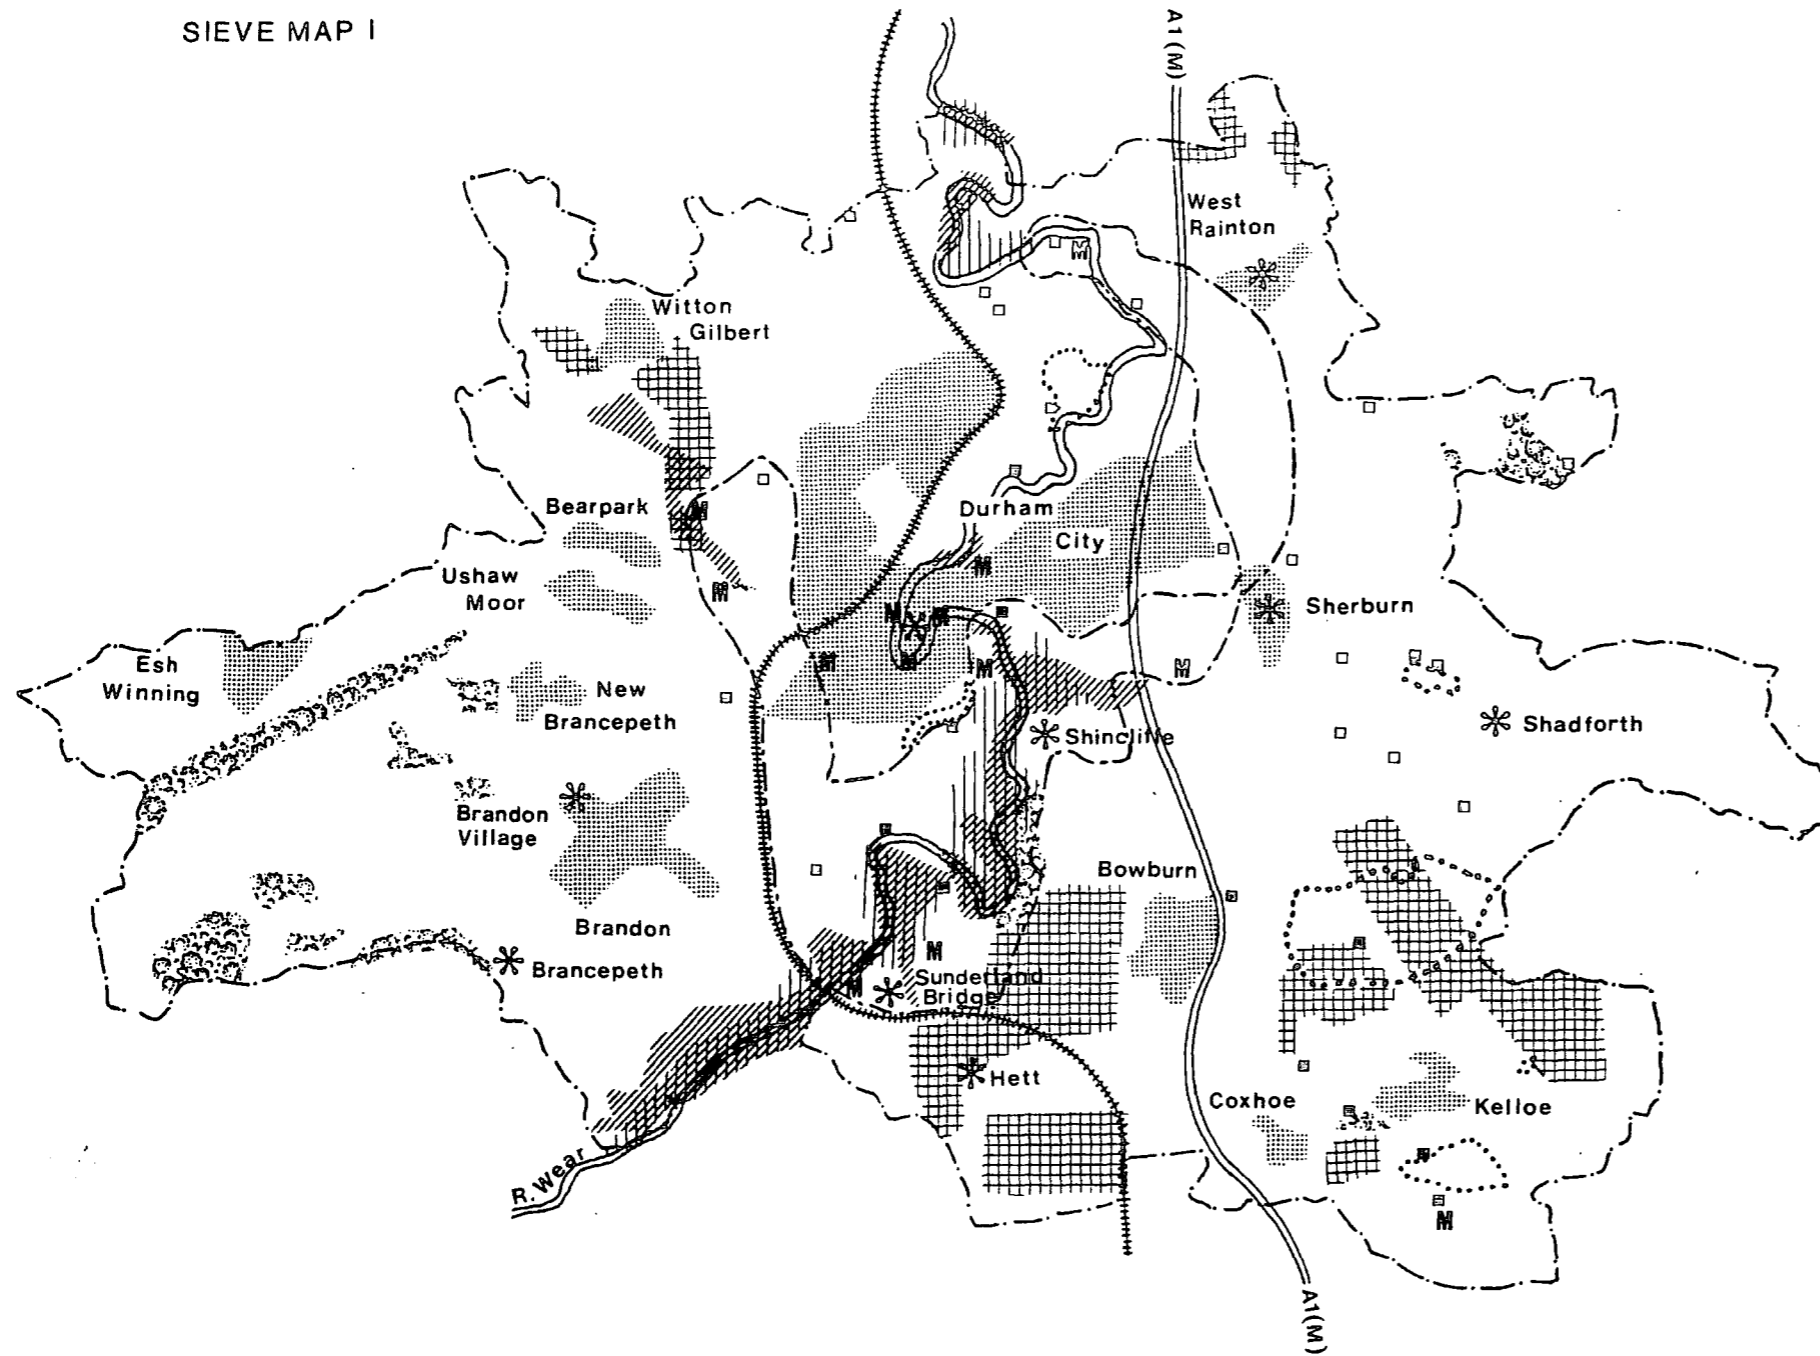 SIEVE MAP I
A1(M)
West
Rainton
Witton
Gilbert
Bearpark
M
Durham
City
M
Ushaw
Moor
M
M
M
Sherburn
Esh
Winning
M
M
M
M
New
Brancepeth
Shincliffe
Shadforth
Brandon
Village
Bowburn
Brandon
M
Brancepeth
Sunderland
Bridge
M
Hett
Coxhoe
Kelloe
R. Wear
M
A1(M)
M